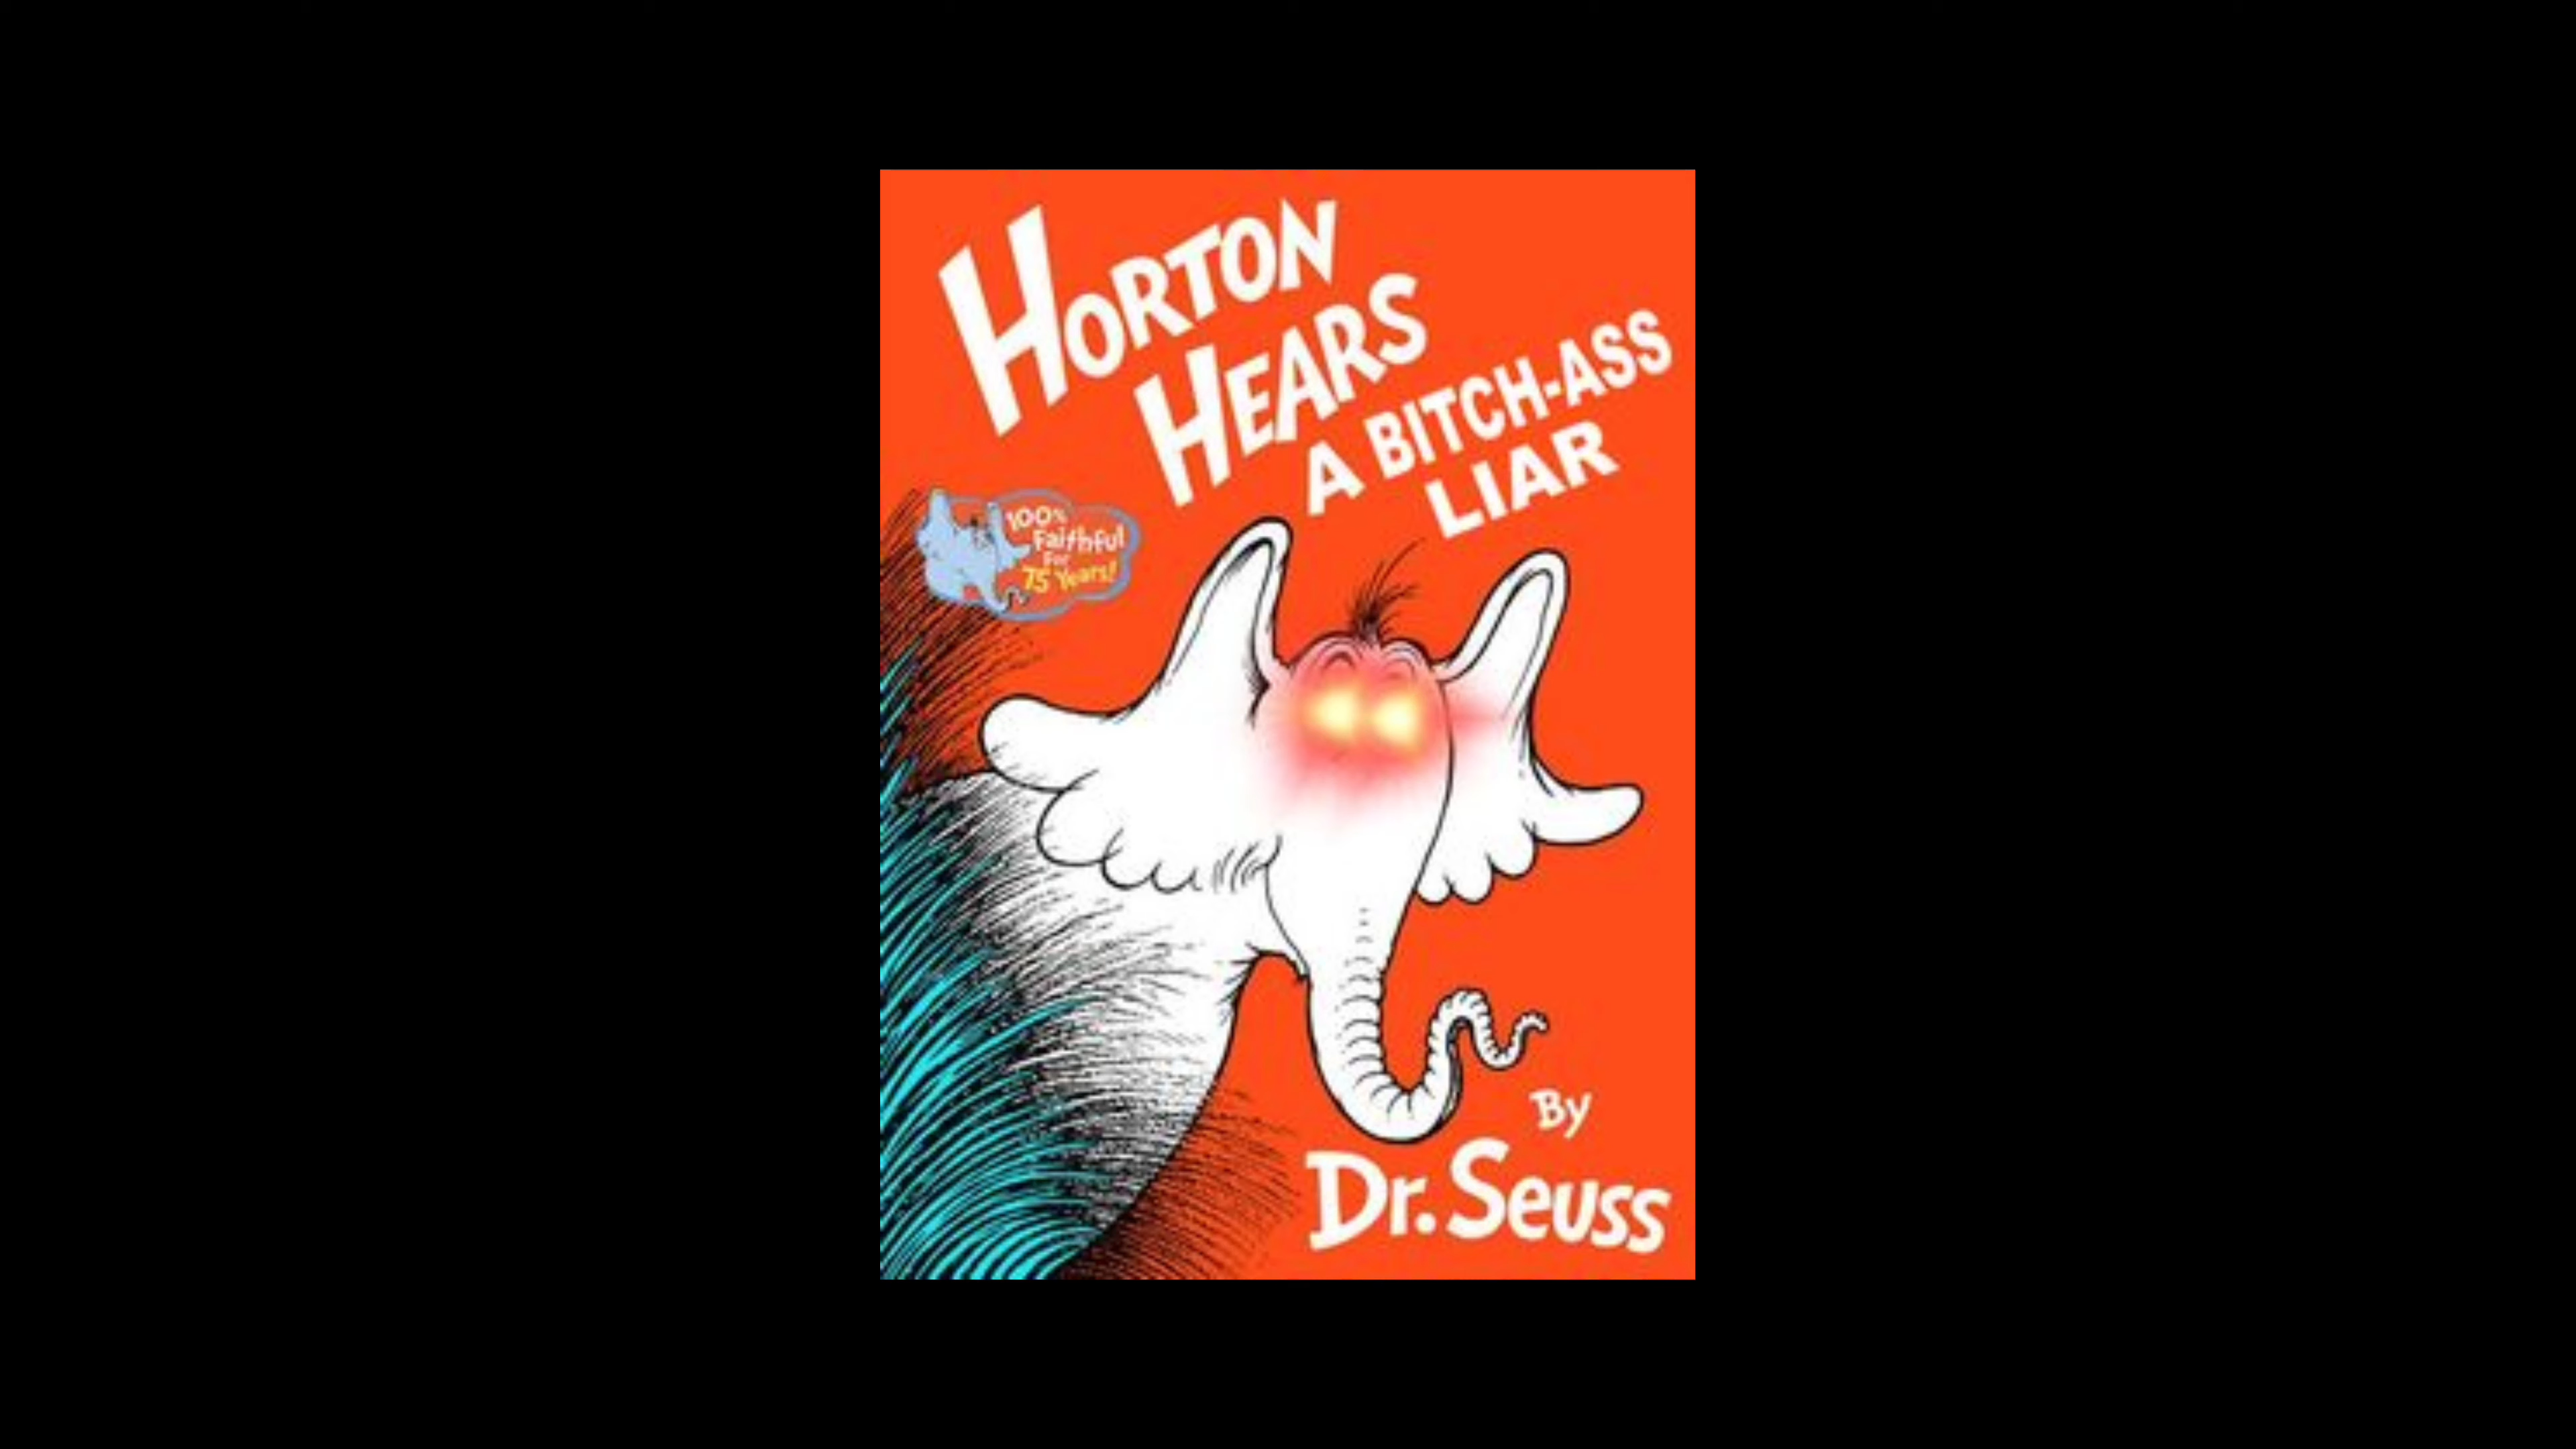 HORTON
HEARS
A BITCH-ASS
LIAR
100%
Faithful
For
75 Years!
By
Dr. Seuss